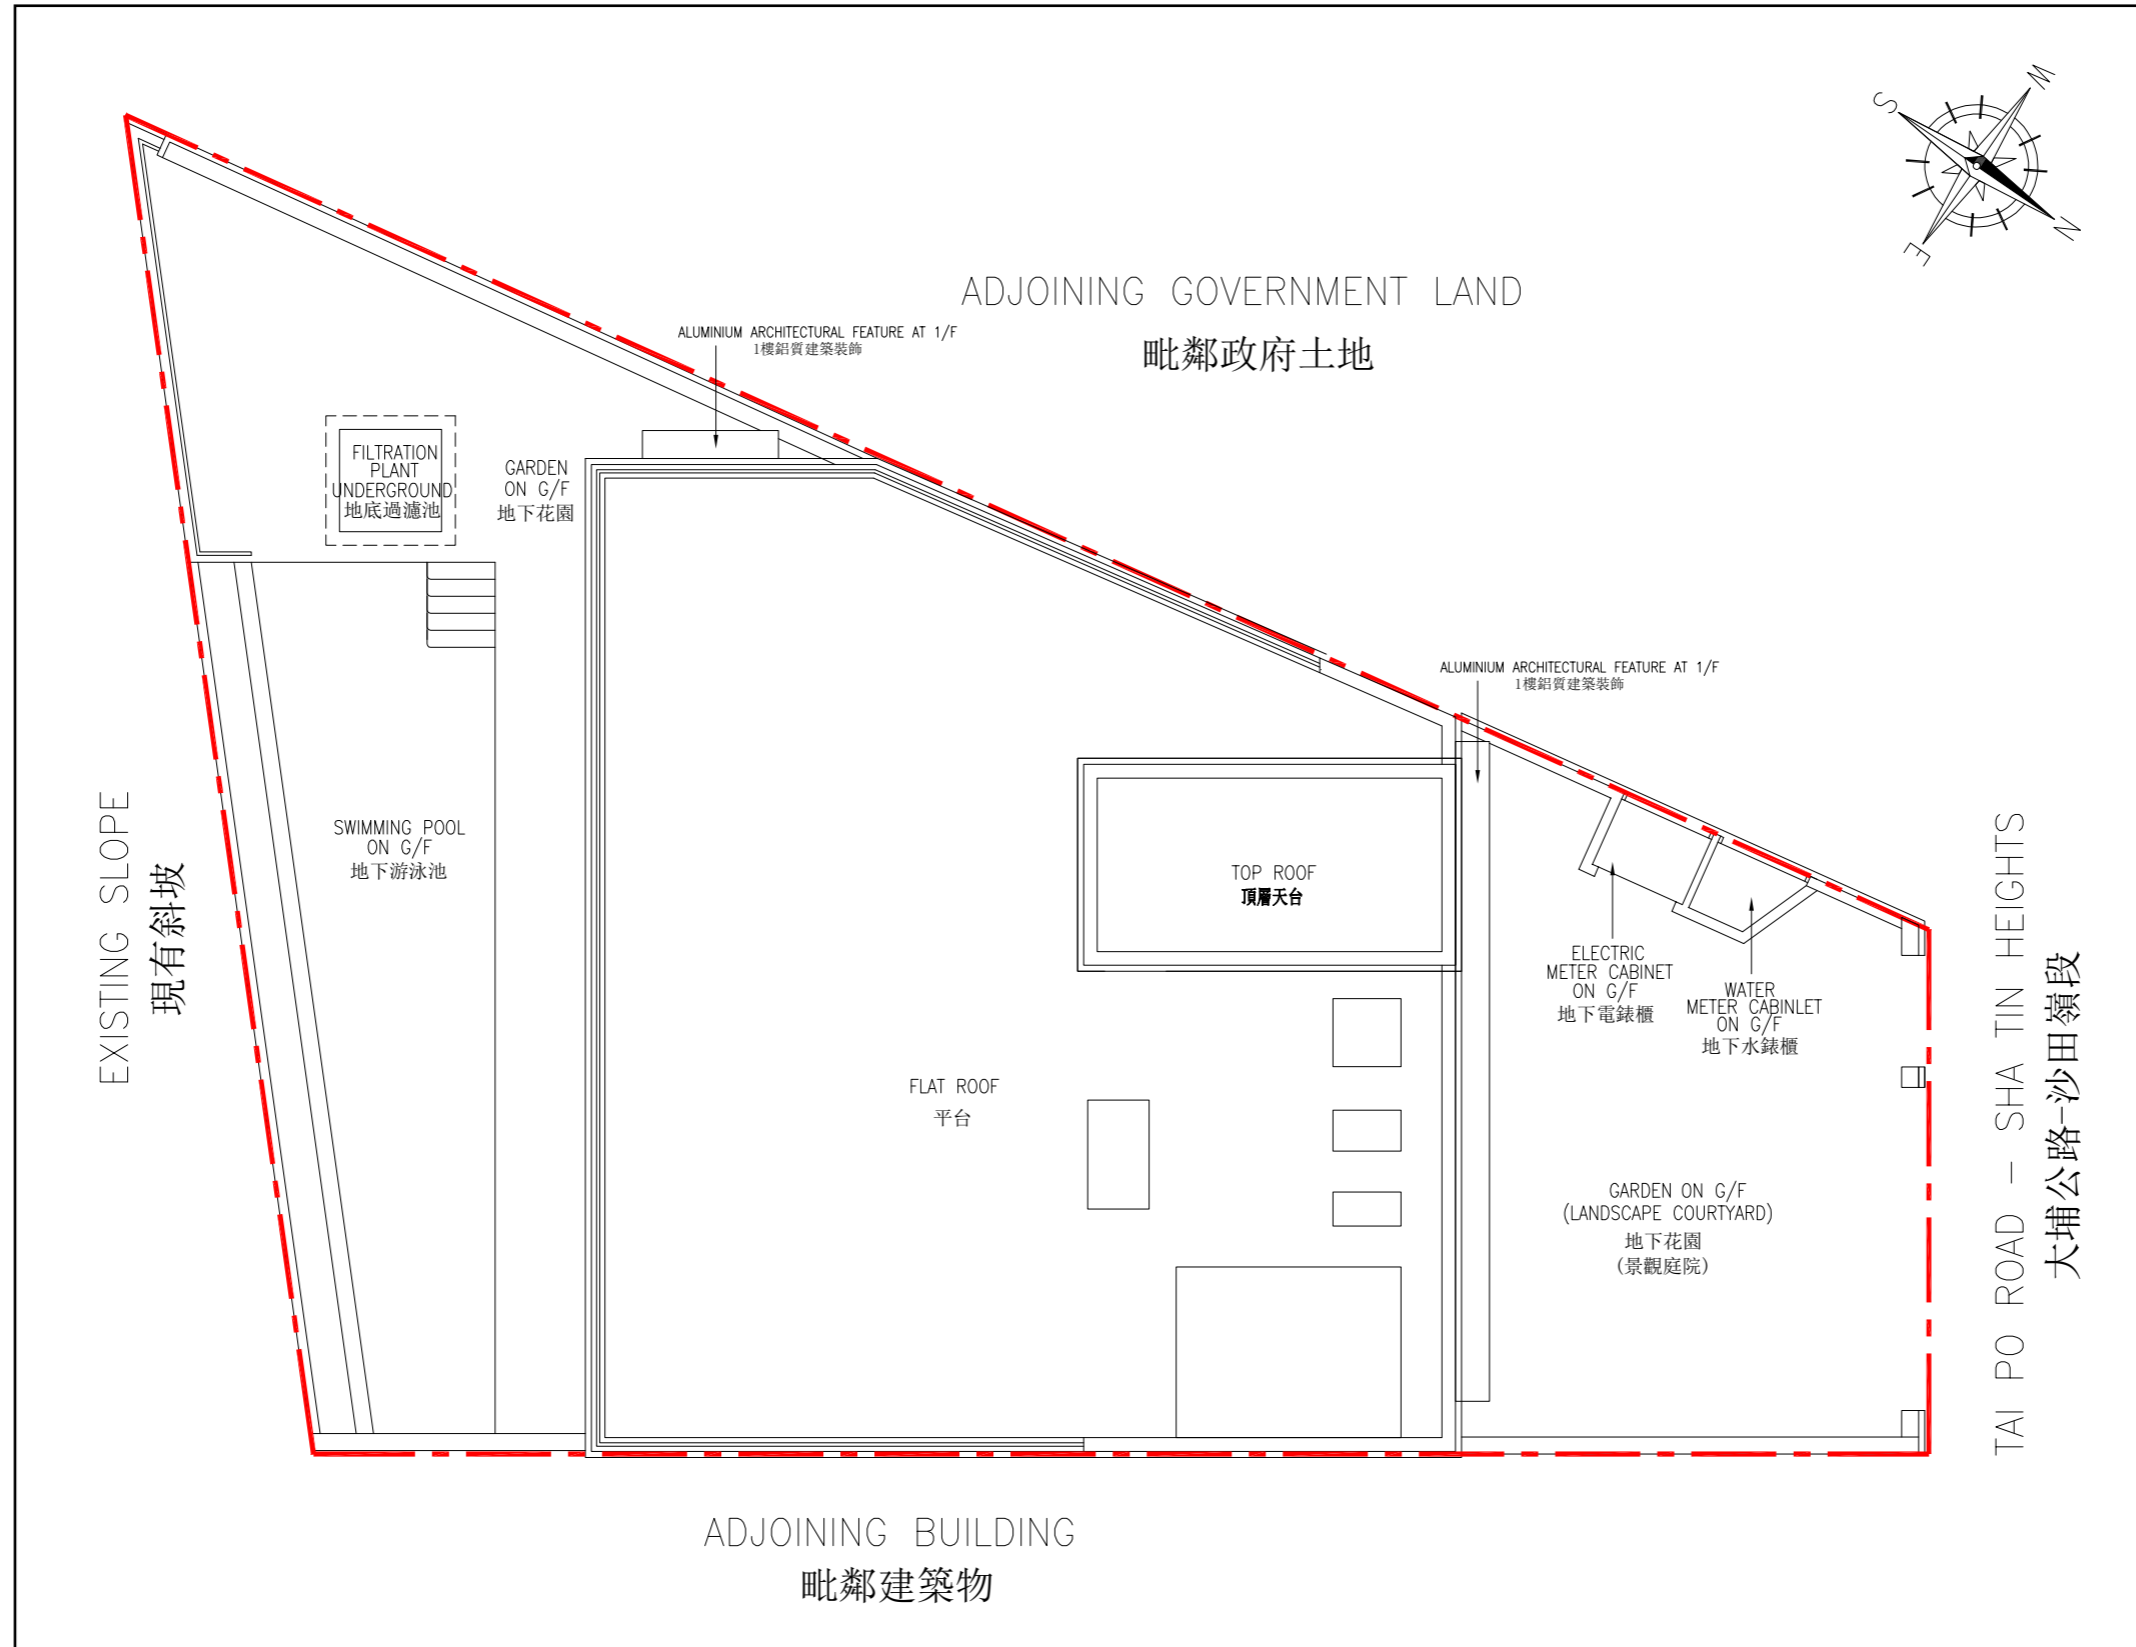 S
W
E
N
ADJOINING GOVERNMENT LAND
毗鄰政府土地
ALUMINIUM ARCHITECTURAL FEATURE AT 1/F
1樓鋁質建築裝飾
FILTRATION
PLANT
UNDERGROUND
地底過濾池
GARDEN
ON G/F
地下花園
ALUMINIUM ARCHITECTURAL FEATURE AT 1/F
1樓鋁質建築裝飾
EXISTING SLOPE
現有斜坡
SWIMMING POOL
ON G/F
地下游泳池
TOP ROOF
頂層天台
ELECTRIC
METER CABINET
ON G/F
地下電錶櫃
WATER
METER CABINLET
ON G/F
地下水錶櫃
FLAT ROOF
平台
GARDEN ON G/F
(LANDSCAPE COURTYARD)
地下花園
(景觀庭院)
TAI PO ROAD - SHA TIN HEIGHTS
大埔公路-沙田嶺段
ADJOINING BUILDING
毗鄰建築物